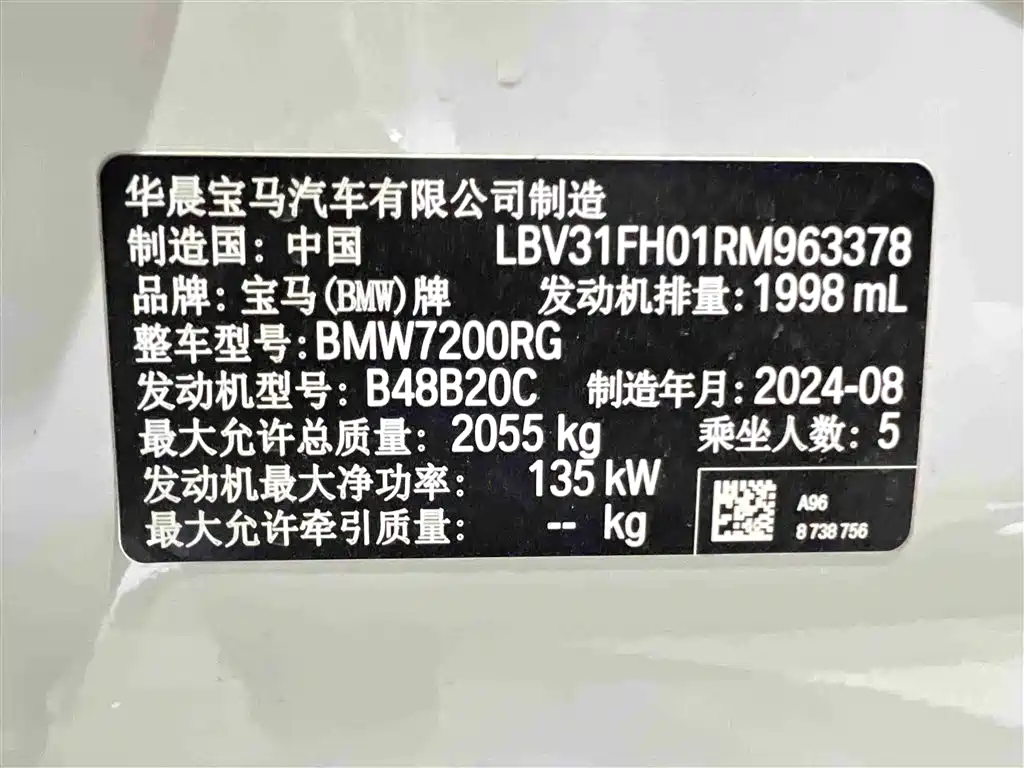 华晨宝马汽车有限公司制造
制造国：中国 LBV31FH01RM963378
品牌：宝马(BMW)牌 发动机排量：1998 mL
整车型号：BMW7200RG
发动机型号：B48B20C 制造年月：2024-08
最大允许总质量：2055 kg 乘坐人数：5
发动机最大净功率：135 kW
最大允许牵引质量：-- kg
A96
8 738 756